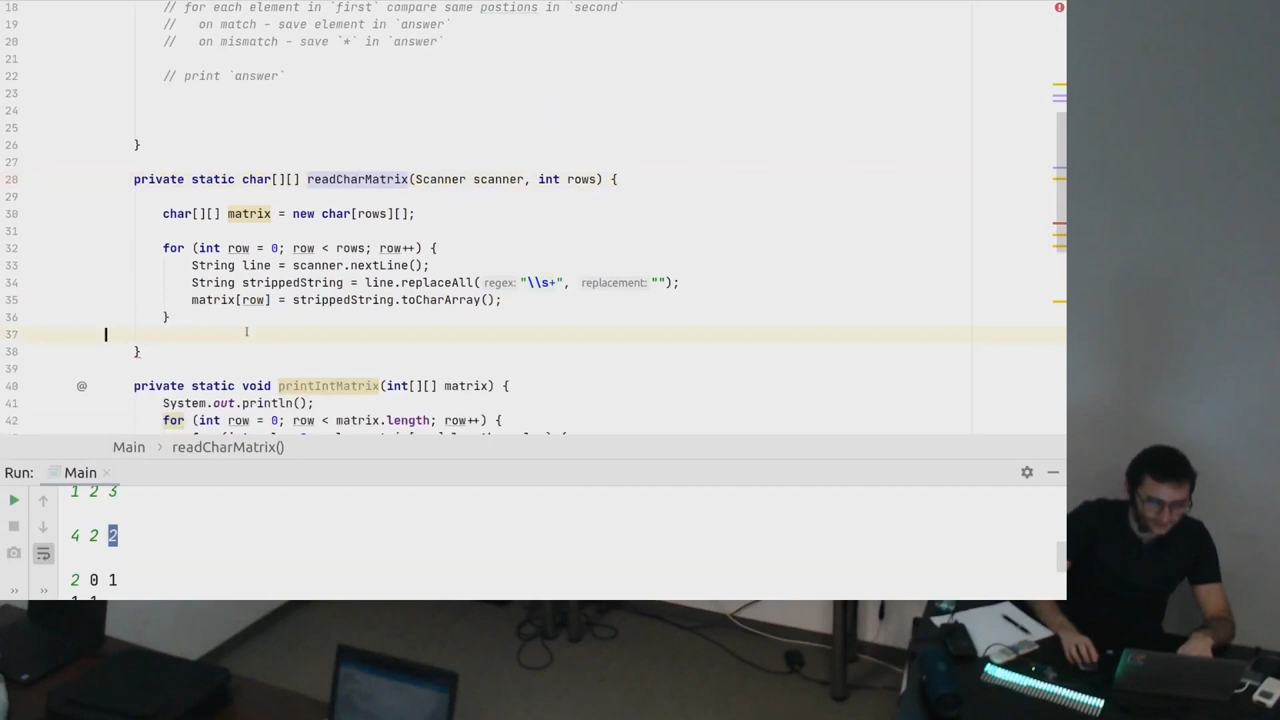 18 // for each element in `first` compare same postions in `second`
19 //   on match - save element in `answer`
20 //   on mismatch - save `*` in `answer`
21
22 // print `answer`
23
24
25
26 }
27
28 private static char[][] readCharMatrix(Scanner scanner, int rows) {
29
30 char[][] matrix = new char[rows][];
31
32 for (int row = 0; row < rows; row++) {
33 String line = scanner.nextLine();
34 String strippedString = line.replaceAll( regex: "\\s+", replacement: "");
35 matrix[row] = strippedString.toCharArray();
36 }
37
38 }
39
40 @ private static void printIntMatrix(int[][] matrix) {
41 System.out.println();
42 for (int row = 0; row < matrix.length; row++) {
Main > readCharMatrix()
Run: Main ×
1 2 3
4 2 2
2 0 1